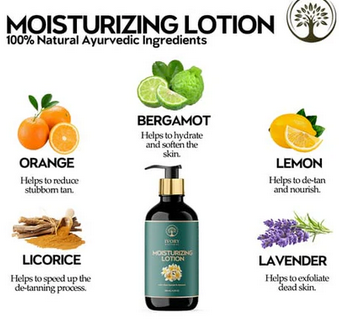 MOISTURIZING LOTION
100% Natural Ayurvedic Ingredients
BERGAMOT
Helps to hydrate
and soften the
skin.
ORANGE
Helps to reduce
stubborn tan.
LEMON
Helps to de-tan
and nourish.
LICORICE
Helps to speed up the
de-tanning process.
LAVENDER
Helps to exfoliate
dead skin.
IVORY
MOISTURIZING
LOTION